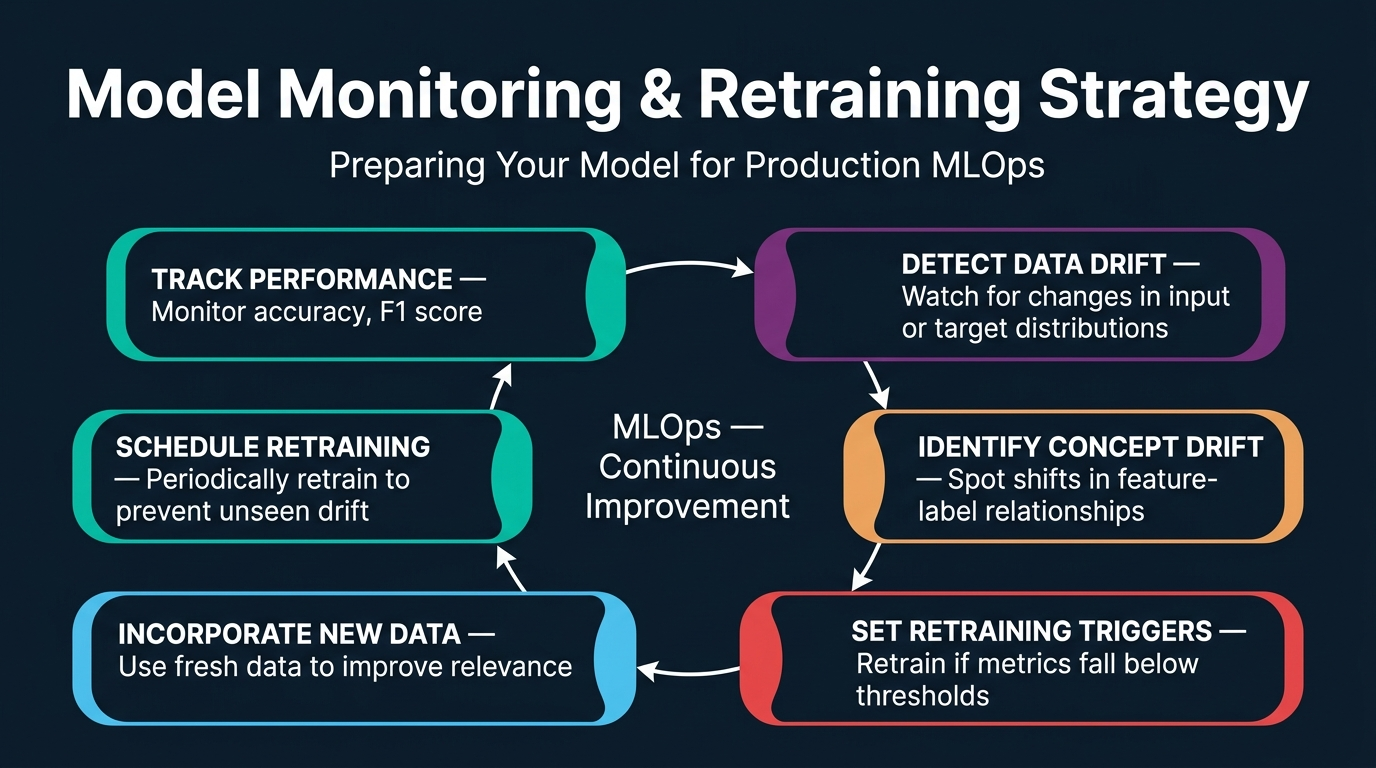 Model Monitoring & Retraining Strategy
Preparing Your Model for Production MLOps
TRACK PERFORMANCE —
Monitor accuracy, F1 score
DETECT DATA DRIFT —
Watch for changes in input
or target distributions
SCHEDULE RETRAINING
— Periodically retrain to
prevent unseen drift
MLOps —
Continuous
Improvement
IDENTIFY CONCEPT DRIFT
— Spot shifts in feature-
label relationships
INCORPORATE NEW DATA —
Use fresh data to improve relevance
SET RETRAINING TRIGGERS —
Retrain if metrics fall below
thresholds